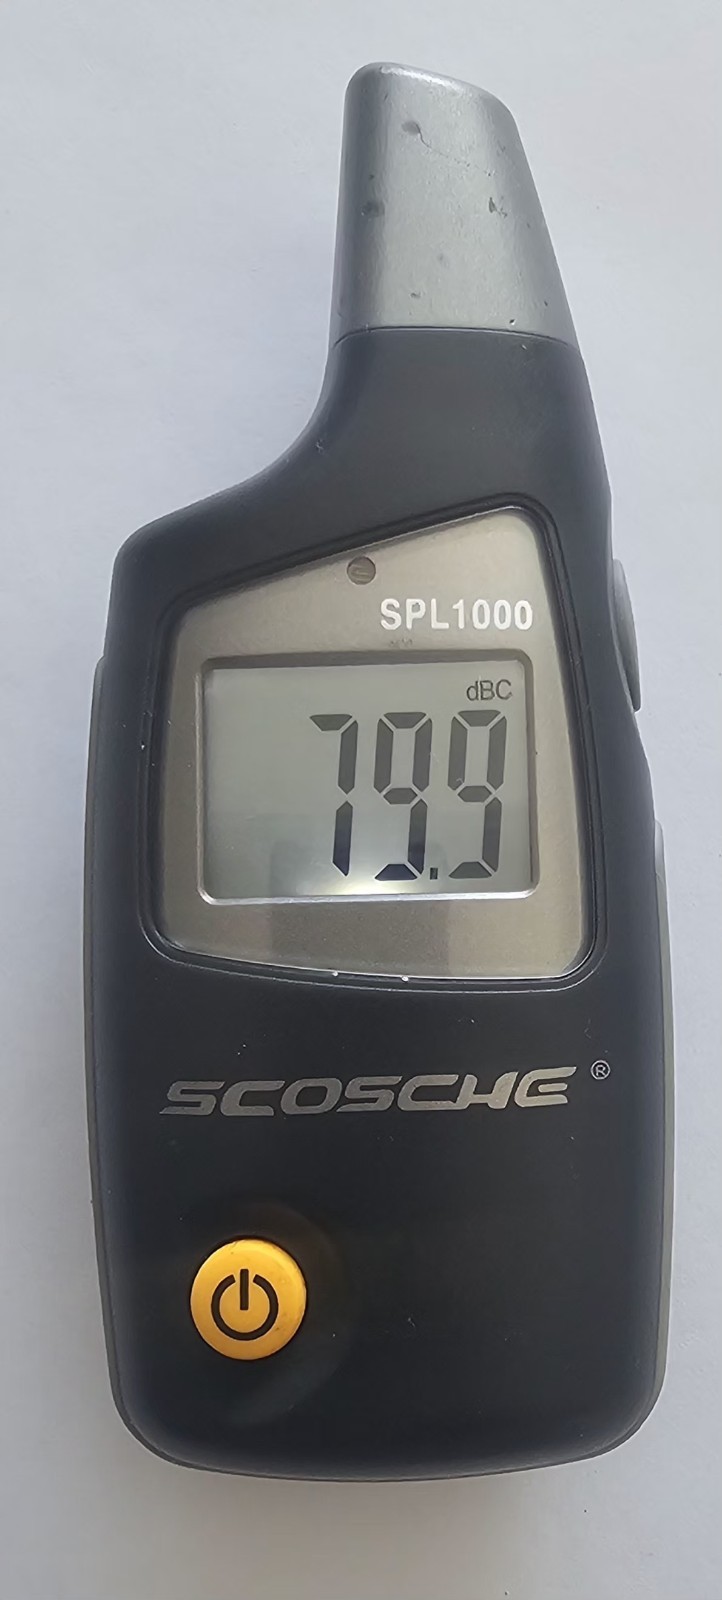 SPL1000
dBC
79.9
SCOSCHE®